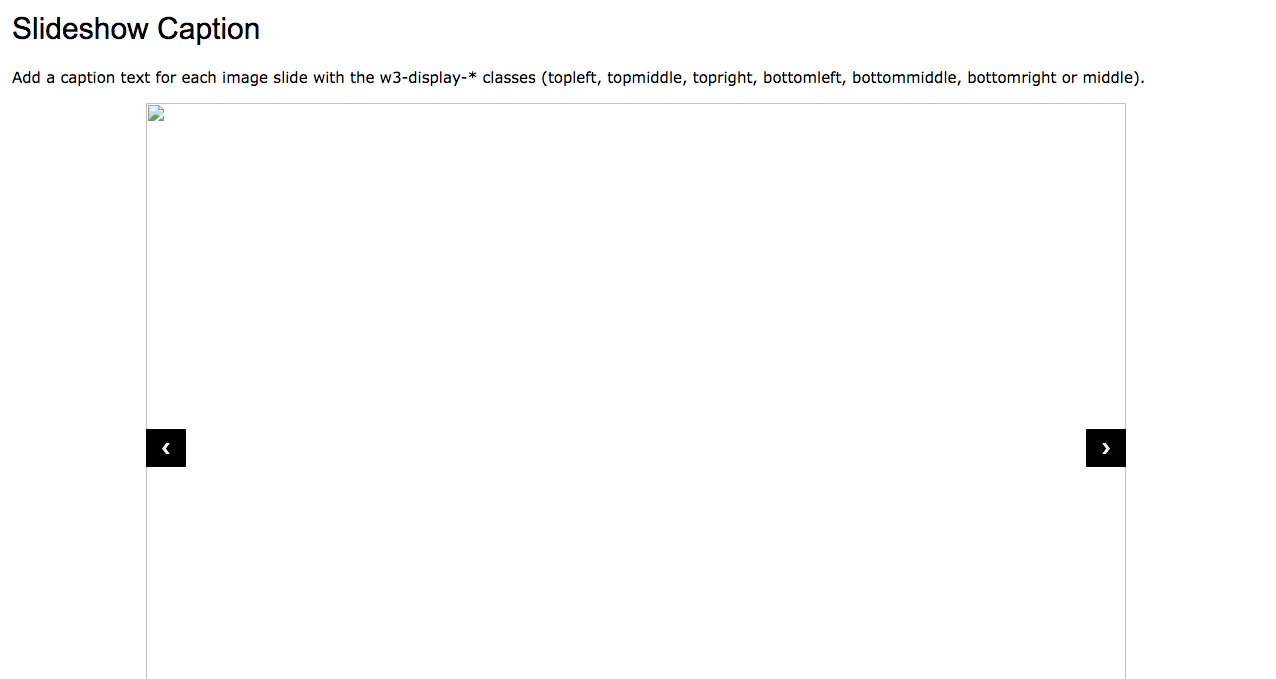 Slideshow Caption
Add a caption text for each image slide with the w3-display-* classes (topleft, topmiddle, topright, bottomleft, bottommiddle, bottomright or middle).
‹ ›